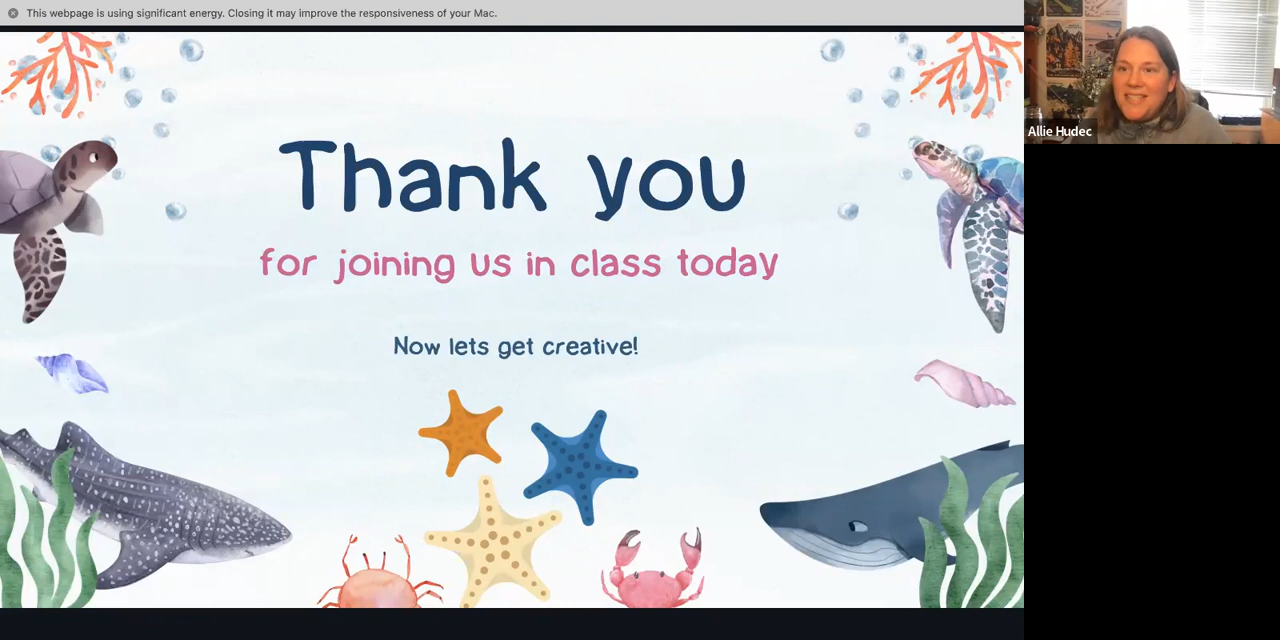 This webpage is using significant energy. Closing it may improve the responsiveness of your Mac.
Thank you
for joining us in class today
Now lets get creative!
Allie Hudec